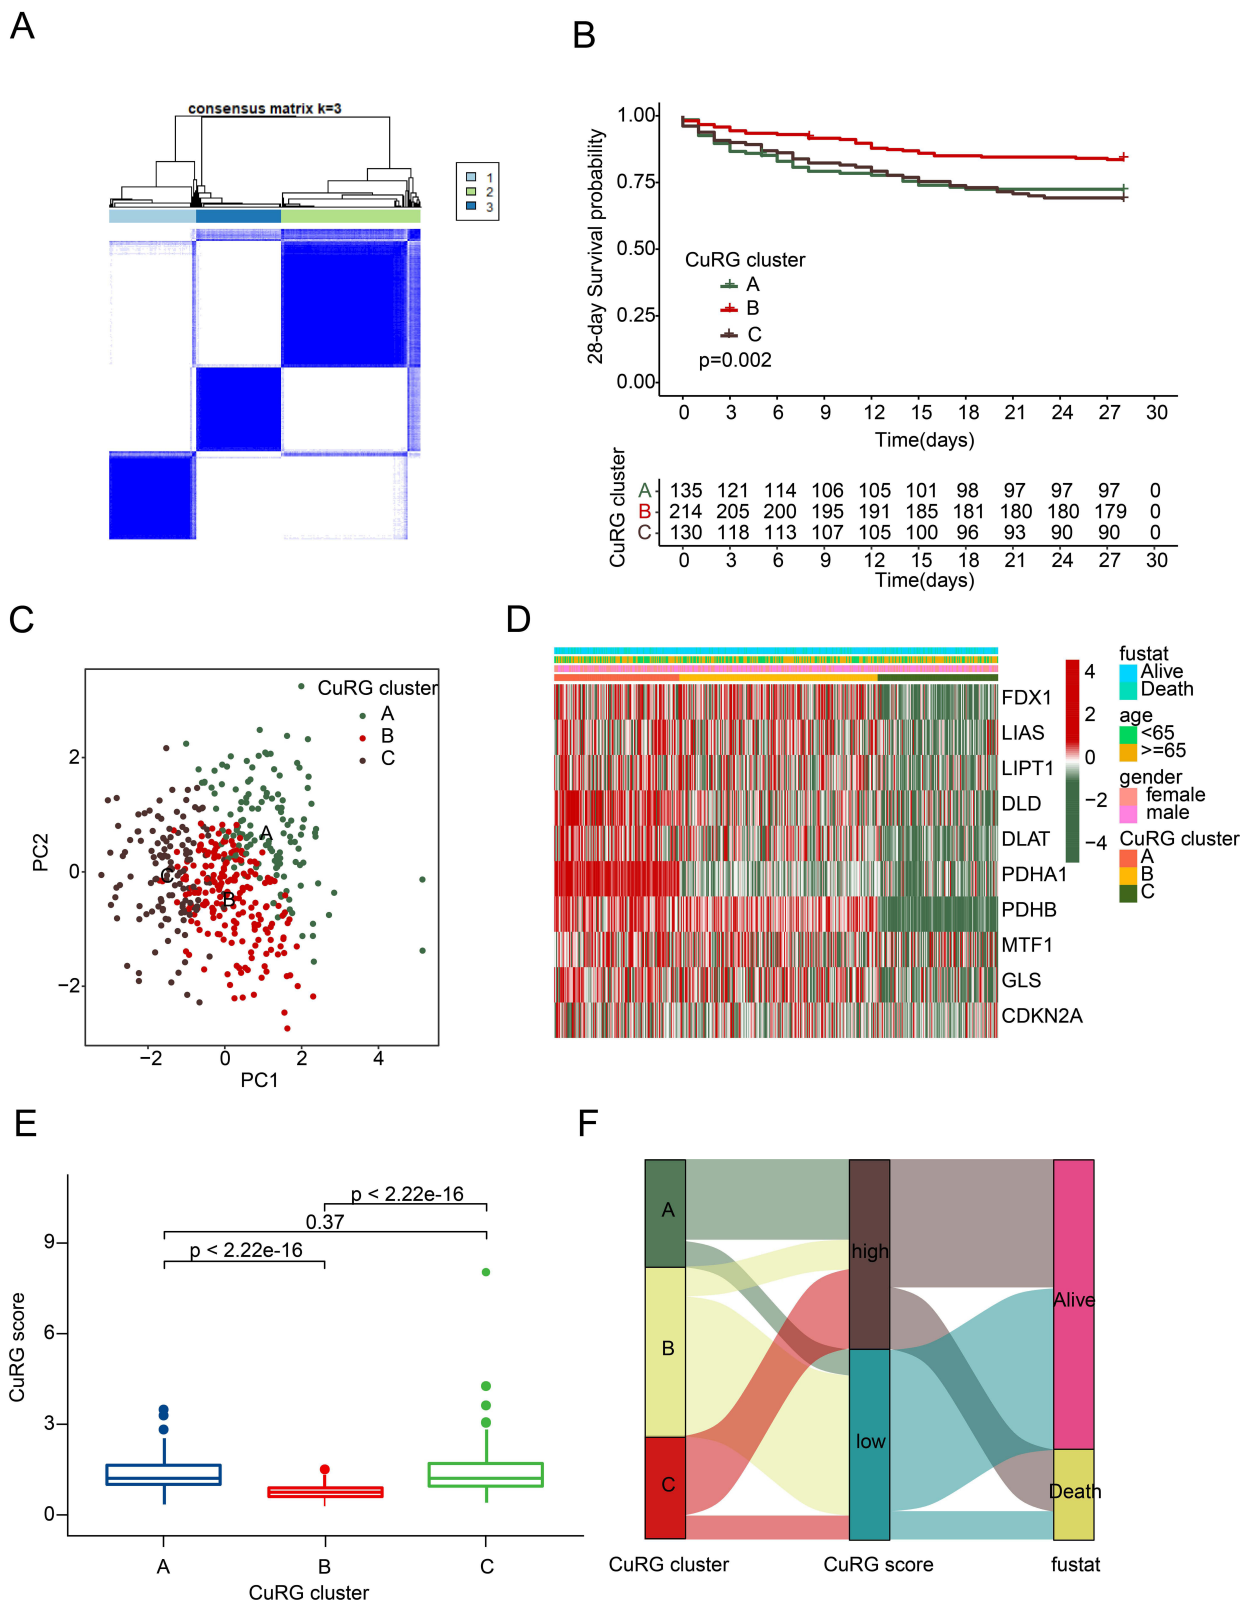 A
consensus matrix k=3
1
2
3
B
28-day Survival probability
1.00
0.75
0.50
0.25
0.00
CuRG cluster
A
B
C
p=0.002
0 3 6 9 12 15 18 21 24 27 30
Time(days)
CuRG cluster
A 135 121 114 106 105 101 98 97 97 97 0
B 214 205 200 195 191 185 181 180 180 179 0
C 130 118 113 107 105 100 96 93 90 90 0
0 3 6 9 12 15 18 21 24 27 30
Time(days)
C
CuRG cluster
A
B
C
A
C
B
PC2
2
0
−2
−2 0 2 4
PC1
D
FDX1
LIAS
LIPT1
DLD
DLAT
PDHA1
PDHB
MTF1
GLS
CDKN2A
4
2
0
−2
−4
fustat
Alive
Death
age
<65
>=65
gender
female
male
CuRG cluster
A
B
C
E
p < 2.22e-16
0.37
p < 2.22e-16
CuRG score
9
6
3
0
A B C
CuRG cluster
F
A
B
C
high
low
Alive
Death
CuRG cluster CuRG score fustat